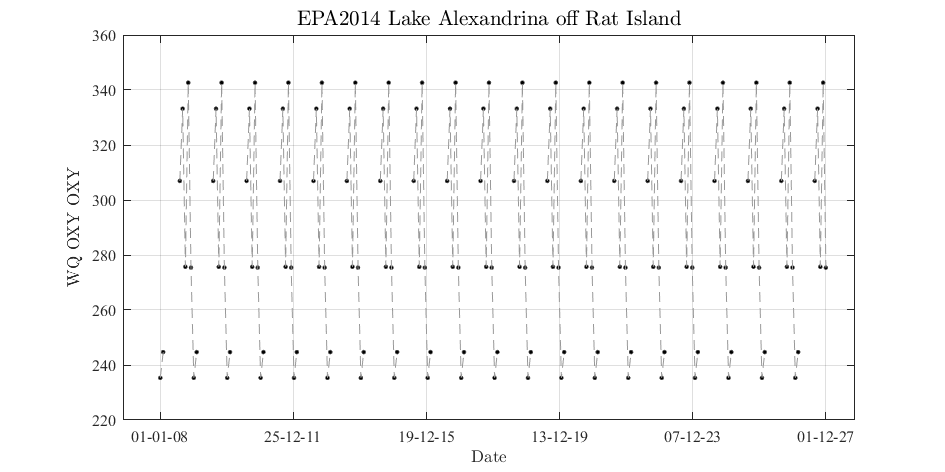 EPA2014 Lake Alexandrina off Rat Island
360
340
320
300
280
260
240
220
WQ OXY OXY
01-01-08 25-12-11 19-12-15 13-12-19 07-12-23 01-12-27
Date